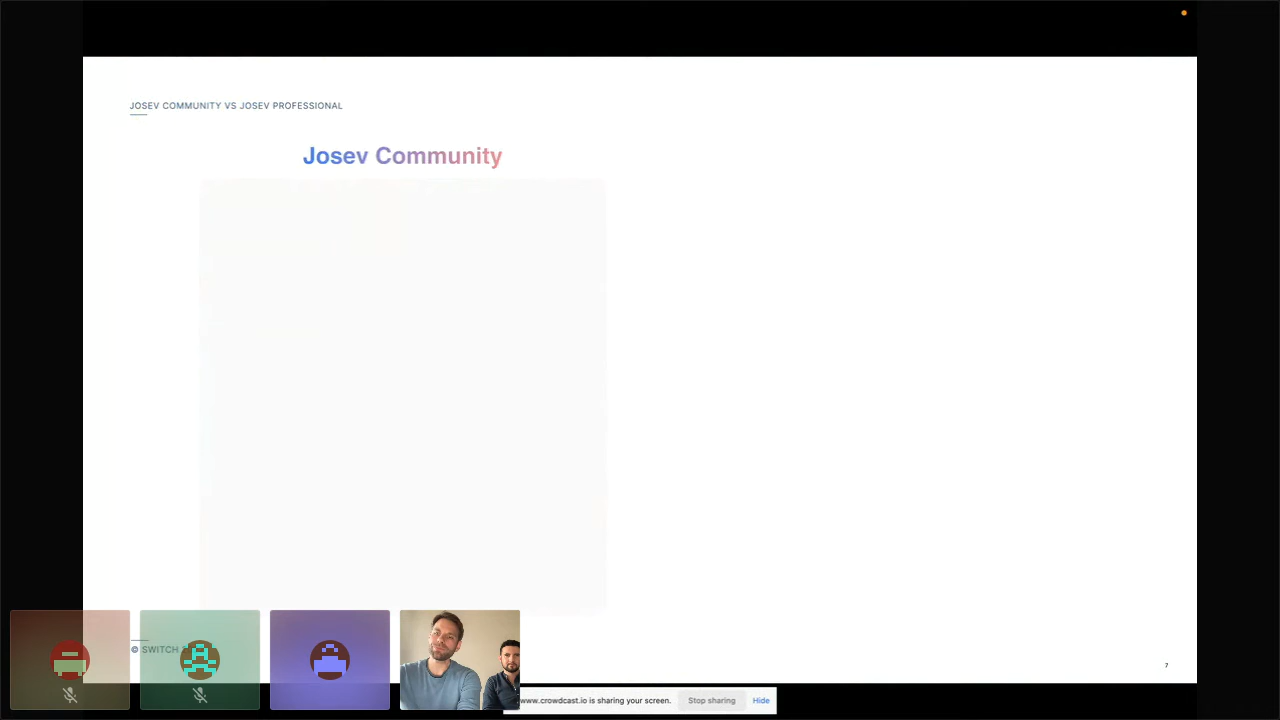 JOSEV COMMUNITY VS JOSEV PROFESSIONAL
Josev Community
© SWITCH
7
www.crowdcast.io is sharing your screen.
Stop sharing
Hide